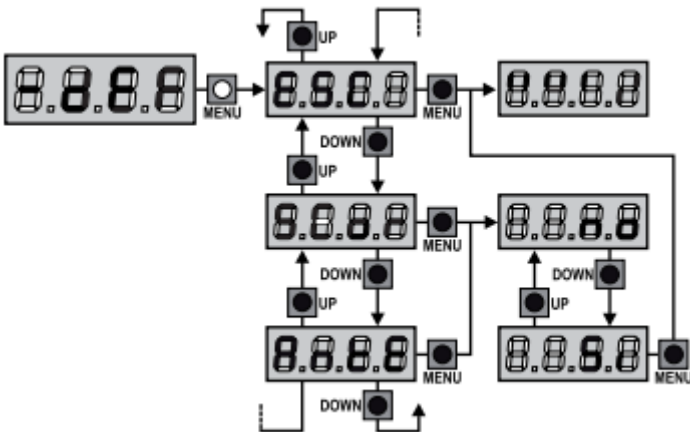 UP
-.d.E.F
MENU
E.S.C
MENU
DOWN
UP
S.C.o.r
MENU
n.o
DOWN
UP
DOWN
UP
A.n.t.E
MENU
S.i
MENU
DOWN